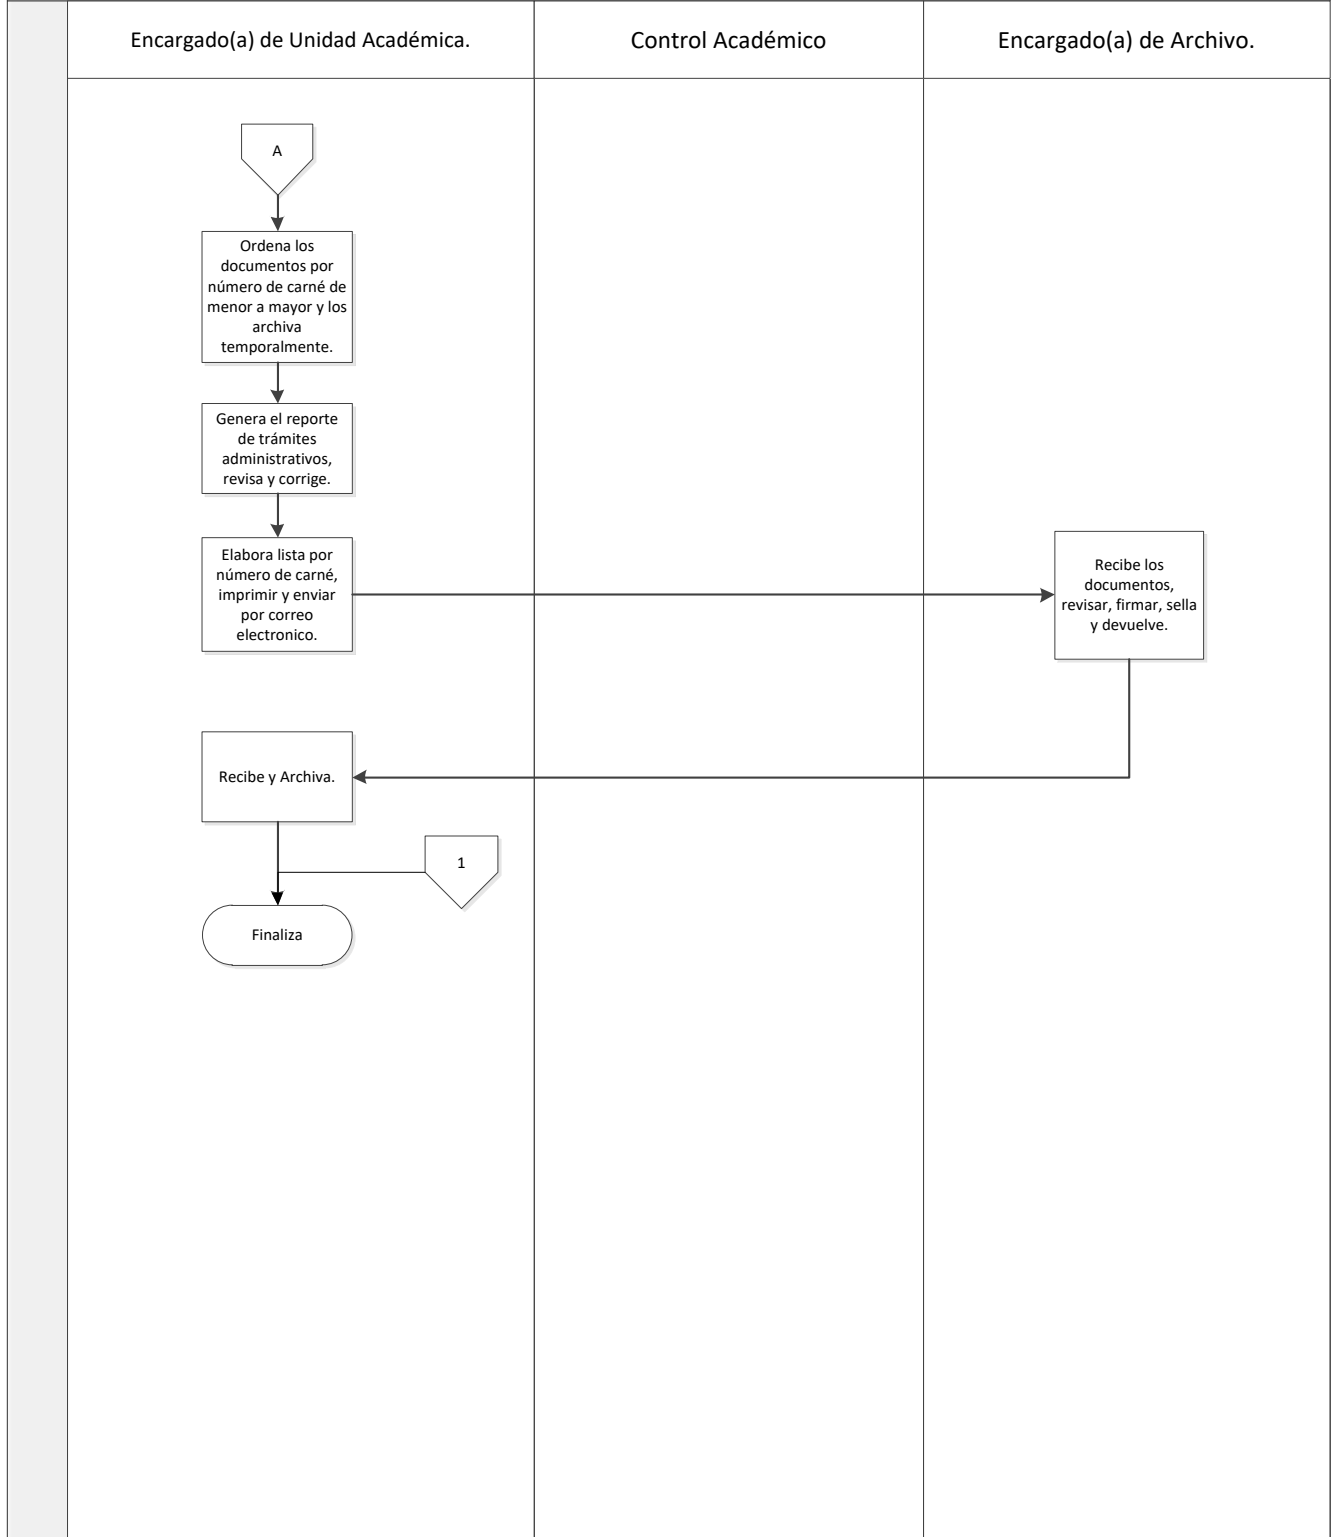 Encargado(a) de Unidad Académica.
Control Académico
Encargado(a) de Archivo.
A
Ordena los
documentos por
número de carné de
menor a mayor y los
archiva
temporalmente.
Genera el reporte
de trámites
administrativos,
revisa y corrige.
Elabora lista por
número de carné,
imprimir y enviar
por correo
electronico.
Recibe los
documentos,
revisar, firmar, sella
y devuelve.
Recibe y Archiva.
1
Finaliza